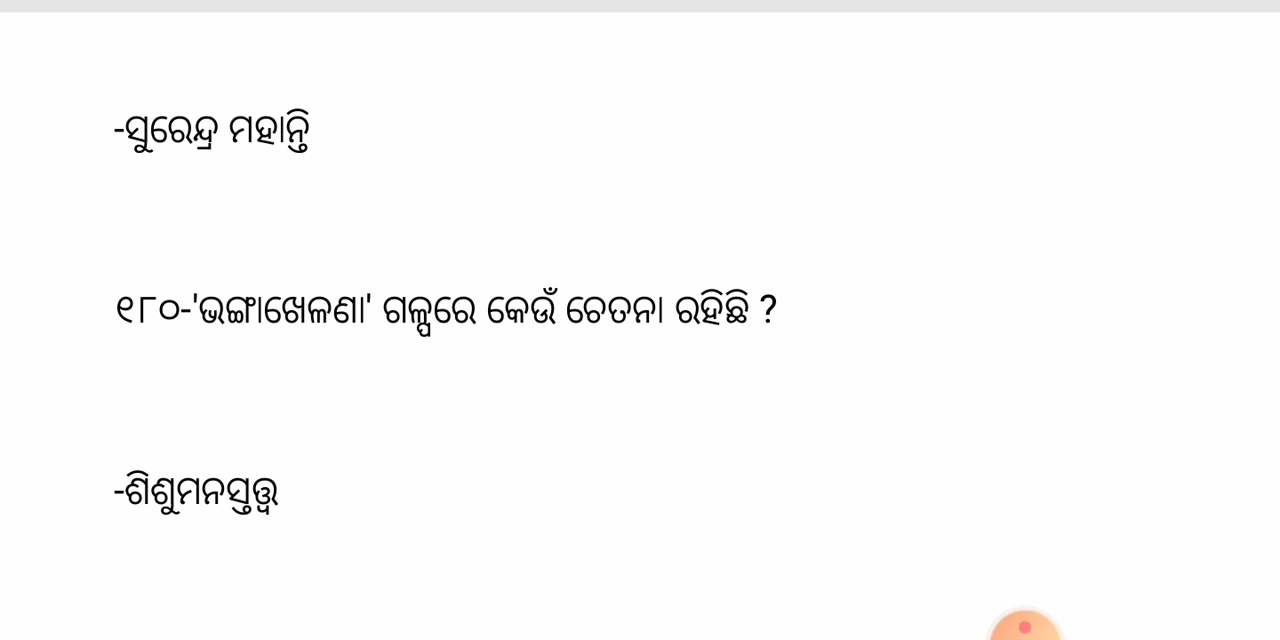 -ସୁରେନ୍ଦ୍ର ମହାନ୍ତି
୧୮୦-'ଭଙ୍ଗାଖେଳଣା' ଗଳ୍ପରେ କେଉଁ ଚେତନା ରହିଛି ?
-ଶିଶୁମନସ୍ତତ୍ତ୍ୱ